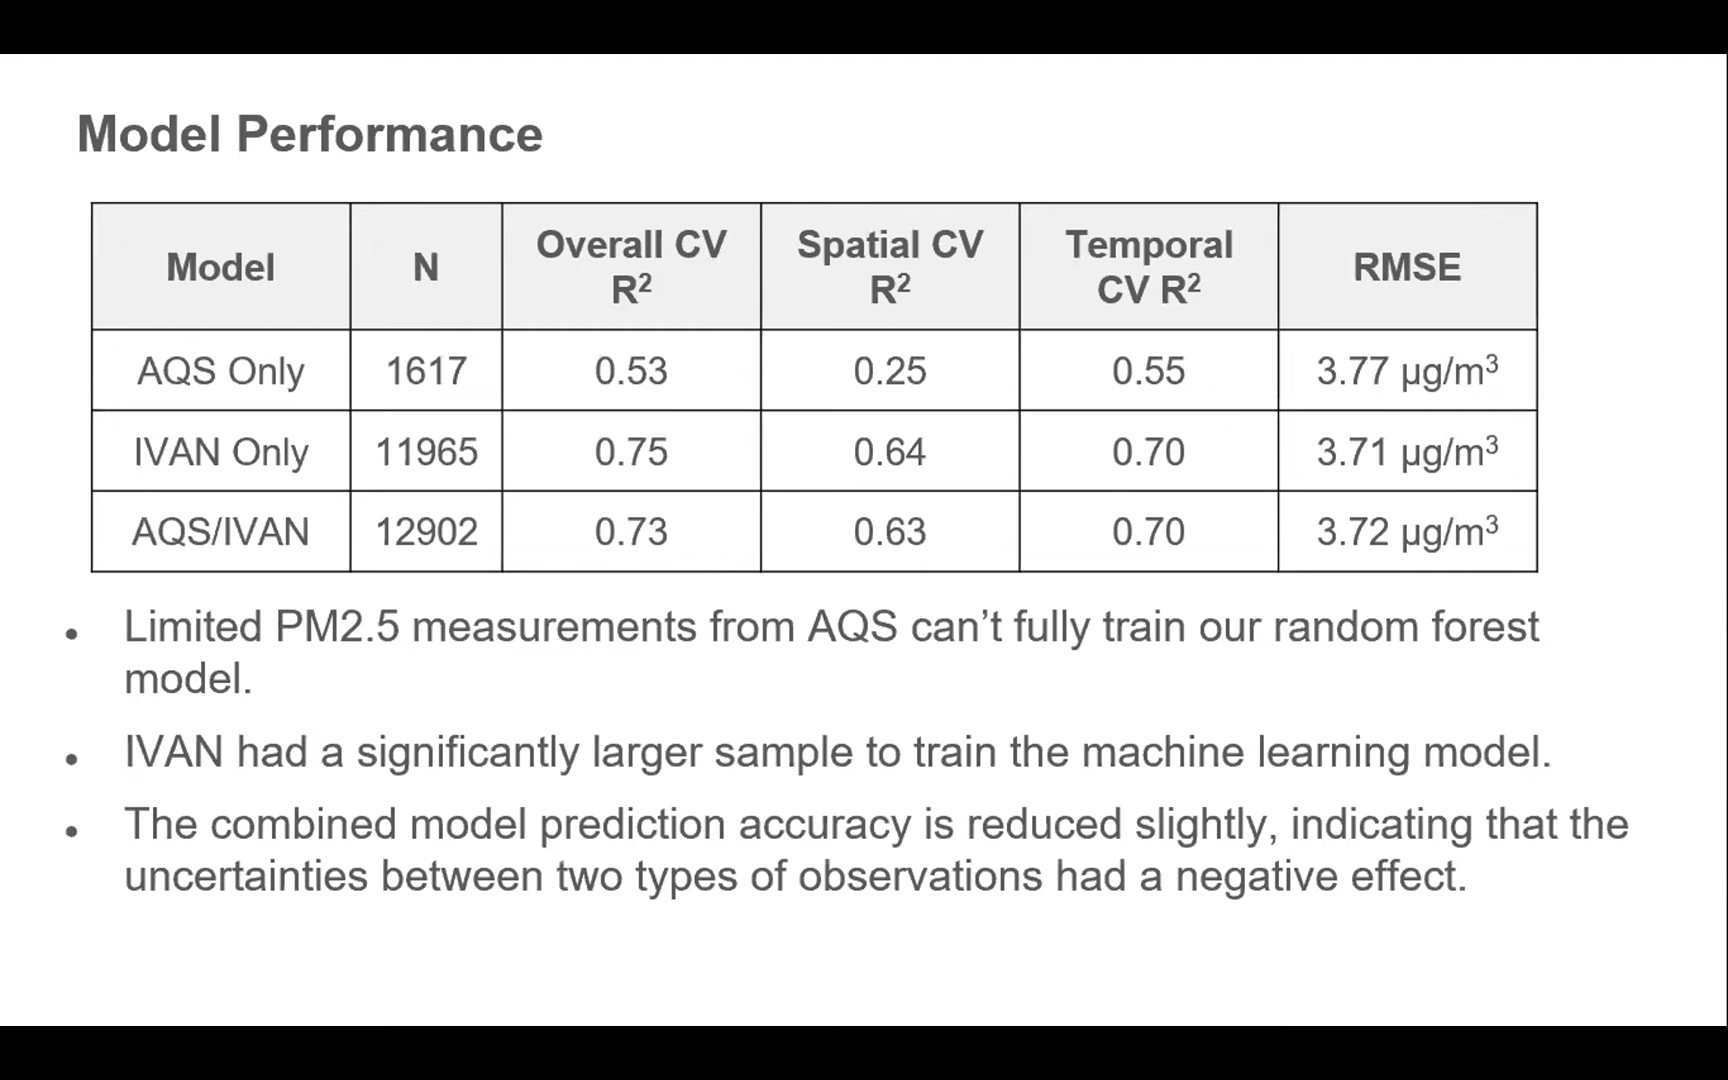 Model Performance
Model N Overall CV R² Spatial CV R² Temporal CV R² RMSE
AQS Only 1617 0.53 0.25 0.55 3.77 µg/m³
IVAN Only 11965 0.75 0.64 0.70 3.71 µg/m³
AQS/IVAN 12902 0.73 0.63 0.70 3.72 µg/m³
• Limited PM2.5 measurements from AQS can’t fully train our random forest
model.
• IVAN had a significantly larger sample to train the machine learning model.
• The combined model prediction accuracy is reduced slightly, indicating that the
uncertainties between two types of observations had a negative effect.